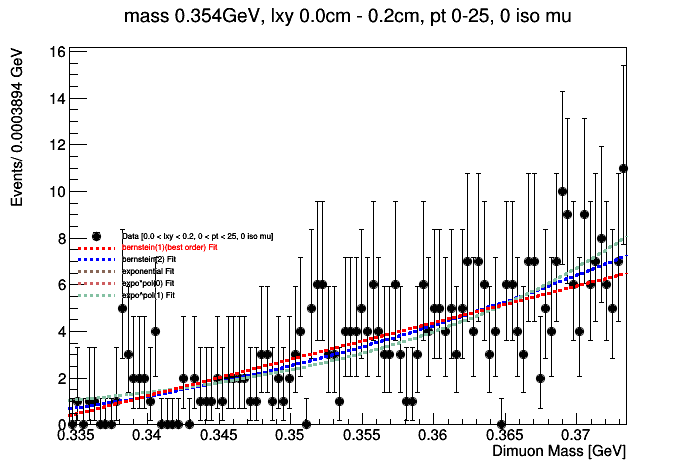 mass 0.354GeV, lxy 0.0cm - 0.2cm, pt 0-25, 0 iso mu
Events/ 0.0003894 GeV
16
14
12
10
8
6
4
2
0
Data [0.0 < lxy < 0.2, 0 < pt < 25, 0 iso mu]
bernstein(1){best order} Fit
bernstein(2) Fit
exponential Fit
expo*pol(0) Fit
expo*pol(1) Fit
0.335 0.34 0.345 0.35 0.355 0.36 0.365 0.37
Dimuon Mass [GeV]